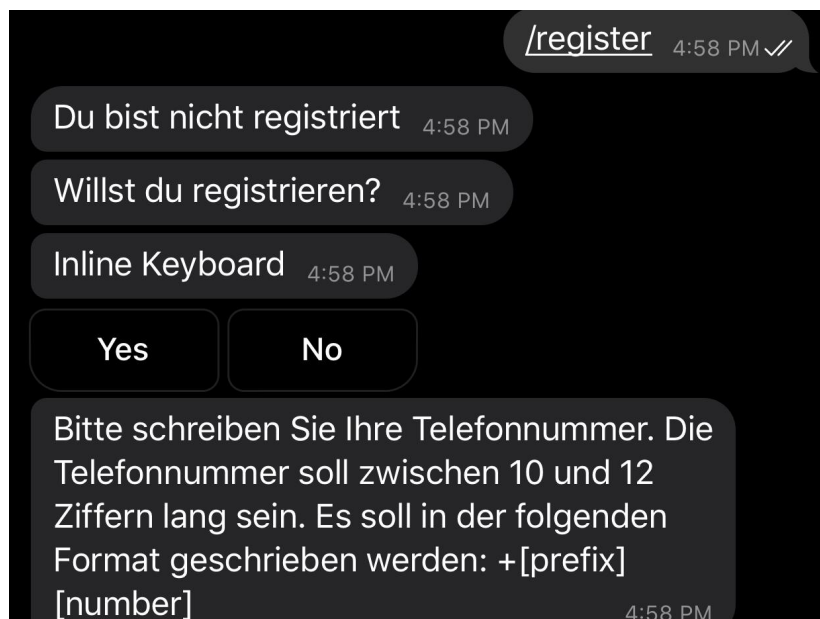 /register 4:58 PM
Du bist nicht registriert 4:58 PM
Willst du registrieren? 4:58 PM
Inline Keyboard 4:58 PM
Yes No
Bitte schreiben Sie Ihre Telefonnummer. Die
Telefonnummer soll zwischen 10 und 12
Ziffern lang sein. Es soll in der folgenden
Format geschrieben werden: +[prefix]
[number] 4:58 PM